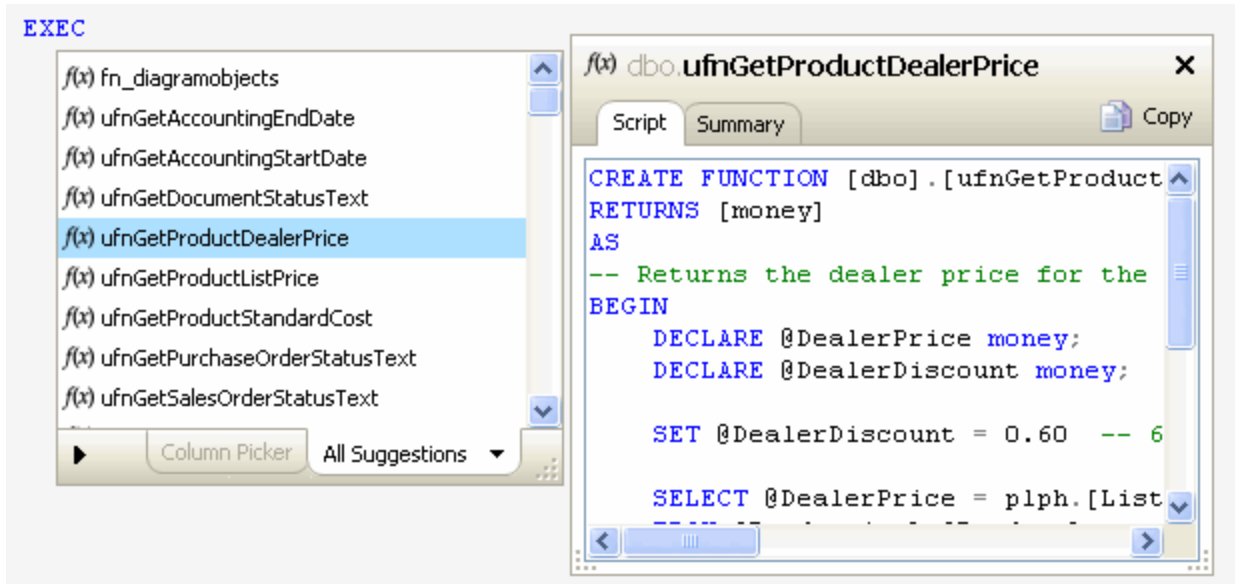 EXEC
f(x) fn_diagramobjects
f(x) ufnGetAccountingEndDate
f(x) ufnGetAccountingStartDate
f(x) ufnGetDocumentStatusText
f(x) ufnGetProductDealerPrice
f(x) ufnGetProductListPrice
f(x) ufnGetProductStandardCost
f(x) ufnGetPurchaseOrderStatusText
f(x) ufnGetSalesOrderStatusText
Column Picker All Suggestions
f(x) dbo.ufnGetProductDealerPrice
Script Summary Copy
CREATE FUNCTION [dbo].[ufnGetProduct
RETURNS [money]
AS
-- Returns the dealer price for the
BEGIN
DECLARE @DealerPrice money;
DECLARE @DealerDiscount money;
SET @DealerDiscount = 0.60 -- 6
SELECT @DealerPrice = plph.[List